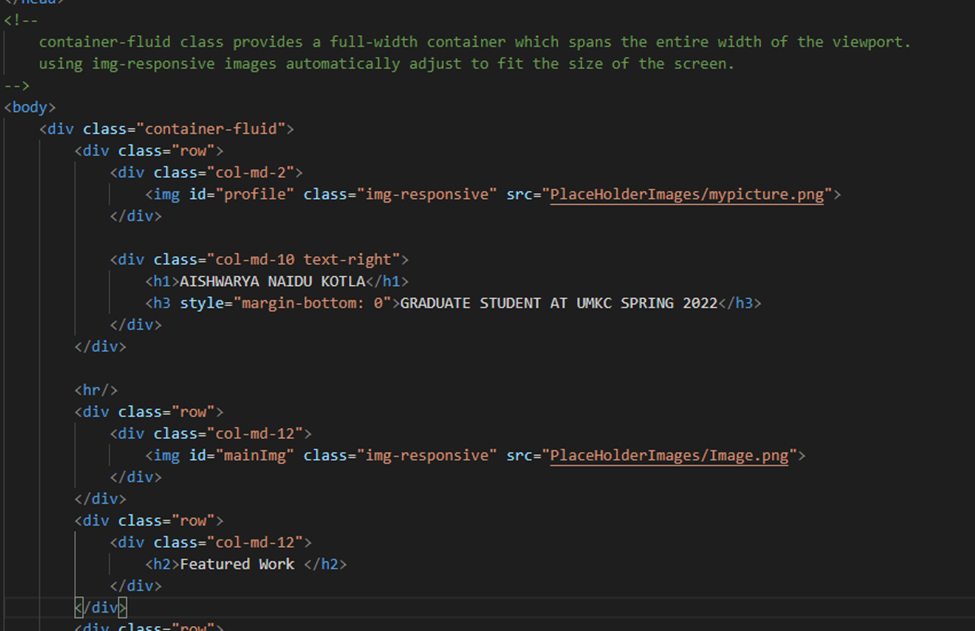 </head>
<!--
    container-fluid class provides a full-width container which spans the entire width of the viewport.
    using img-responsive images automatically adjust to fit the size of the screen.
-->
<body>
    <div class="container-fluid">
        <div class="row">
            <div class="col-md-2">
                <img id="profile" class="img-responsive" src="PlaceHolderImages/mypicture.png">
            </div>
            <div class="col-md-10 text-right">
                <h1>AISHWARYA NAIDU KOTLA</h1>
                <h3 style="margin-bottom: 0">GRADUATE STUDENT AT UMKC SPRING 2022</h3>
            </div>
        </div>
        <hr/>
        <div class="row">
            <div class="col-md-12">
                <img id="mainImg" class="img-responsive" src="PlaceHolderImages/Image.png">
            </div>
        </div>
        <div class="row">
            <div class="col-md-12">
                <h2>Featured Work </h2>
            </div>
        </div>
        <div class="row">